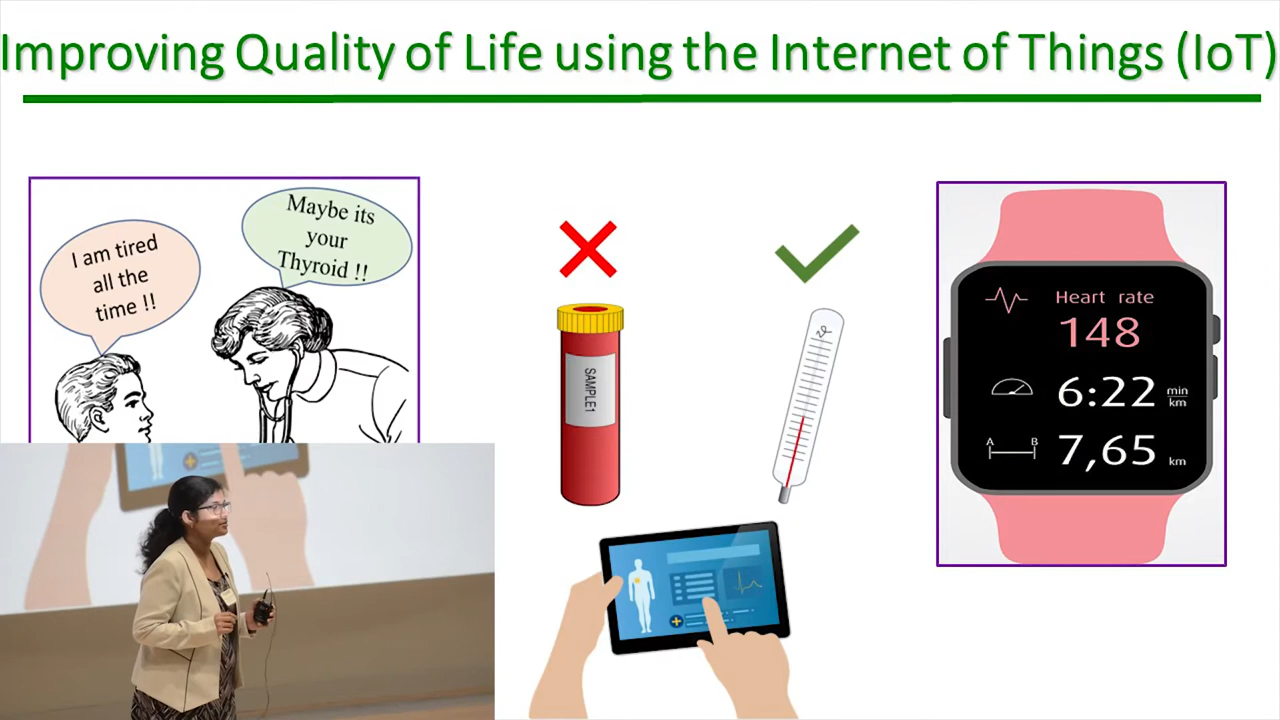 Improving Quality of Life using the Internet of Things (IoT)
I am tired
all the
time !!
Maybe its
your
Thyroid !!
SAMPLE1
Heart rate
148
6:22 min
km
A B
7,65 km